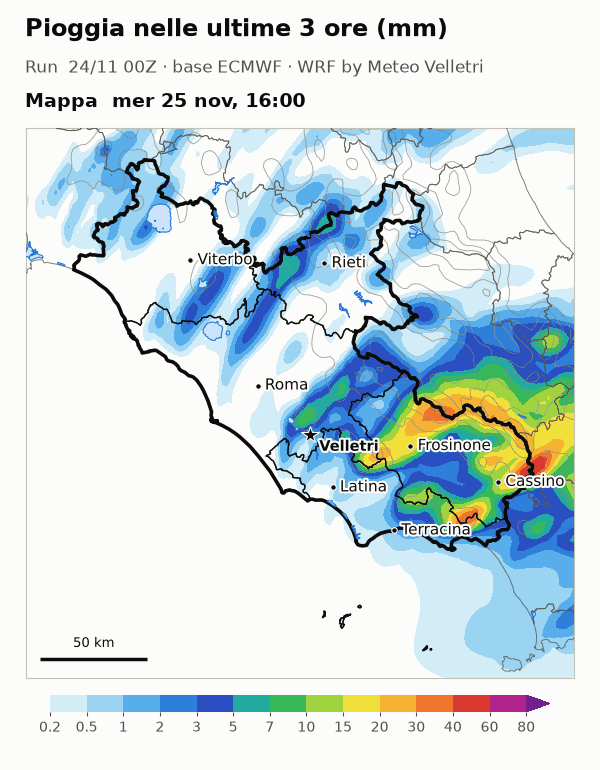 Pioggia nelle ultime 3 ore (mm)
Run  24/11 00Z · base ECMWF · WRF by Meteo Velletri
Mappa  mer 25 nov, 16:00
Viterbo
Rieti
Roma
Velletri
Frosinone
Latina
Cassino
Terracina
50 km
0.2 0.5 1 2 3 5 7 10 15 20 30 40 60 80